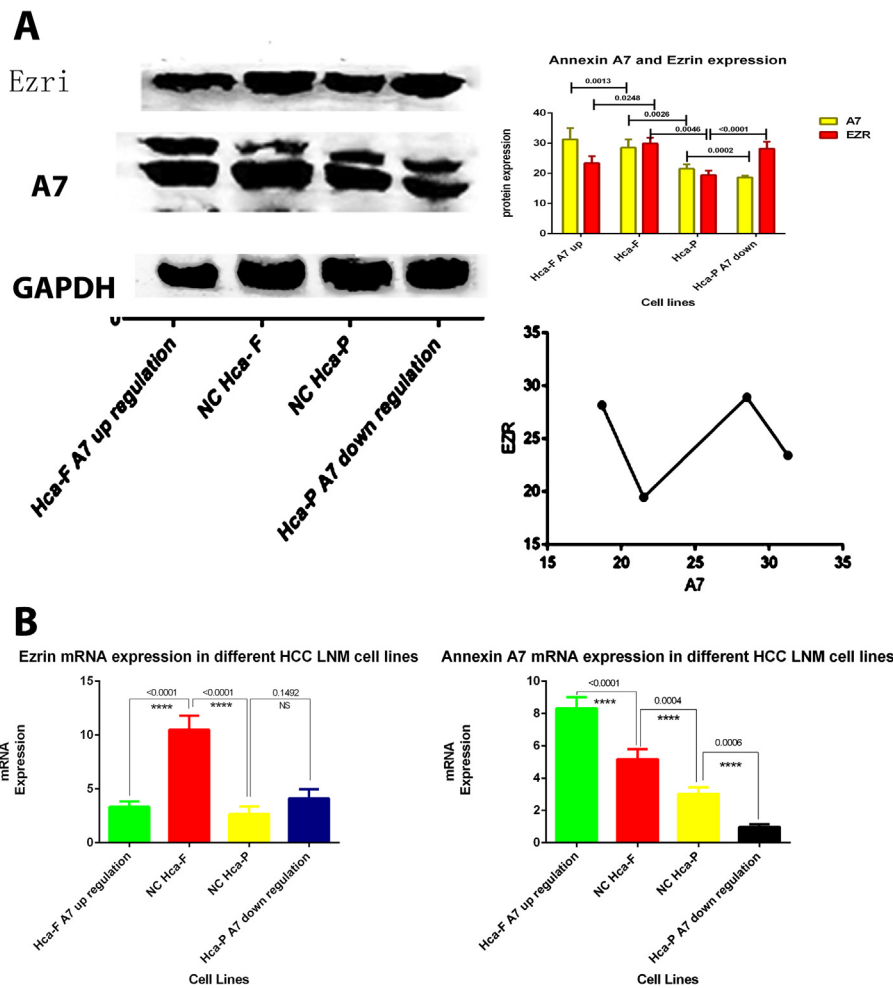 A
Ezri
A7
GAPDH
Hca-F A7 up regulation
NC Hca- F
NC Hca-P
Hca-P A7 down regulation
Annexin A7 and Ezrin expression
0.0013
0.0248
0.0026
0.0046
<0.0001
0.0002
A7
EZR
protein expression
40
30
20
10
0
Hca-F A7 up
Hca-F
Hca-P
Hca-P A7 down
Cell lines
EZR
35
30
25
20
15
15
20
25
30
35
A7
B
Ezrin mRNA expression in different HCC LNM cell lines
<0.0001
<0.0001
0.1492
****
****
NS
mRNA
Expression
15
10
5
0
Hca-F A7 up regulation
NC Hca-F
NC Hca-P
Hca-P A7 down regulation
Cell Lines
Annexin A7 mRNA expression in different HCC LNM cell lines
<0.0001
****
0.0004
****
0.0006
****
mRNA
Expression
10
8
6
4
2
0
Hca-F A7 up regulation
NC Hca-F
NC Hca-P
Hca-P A7 down regulation
Cell Lines